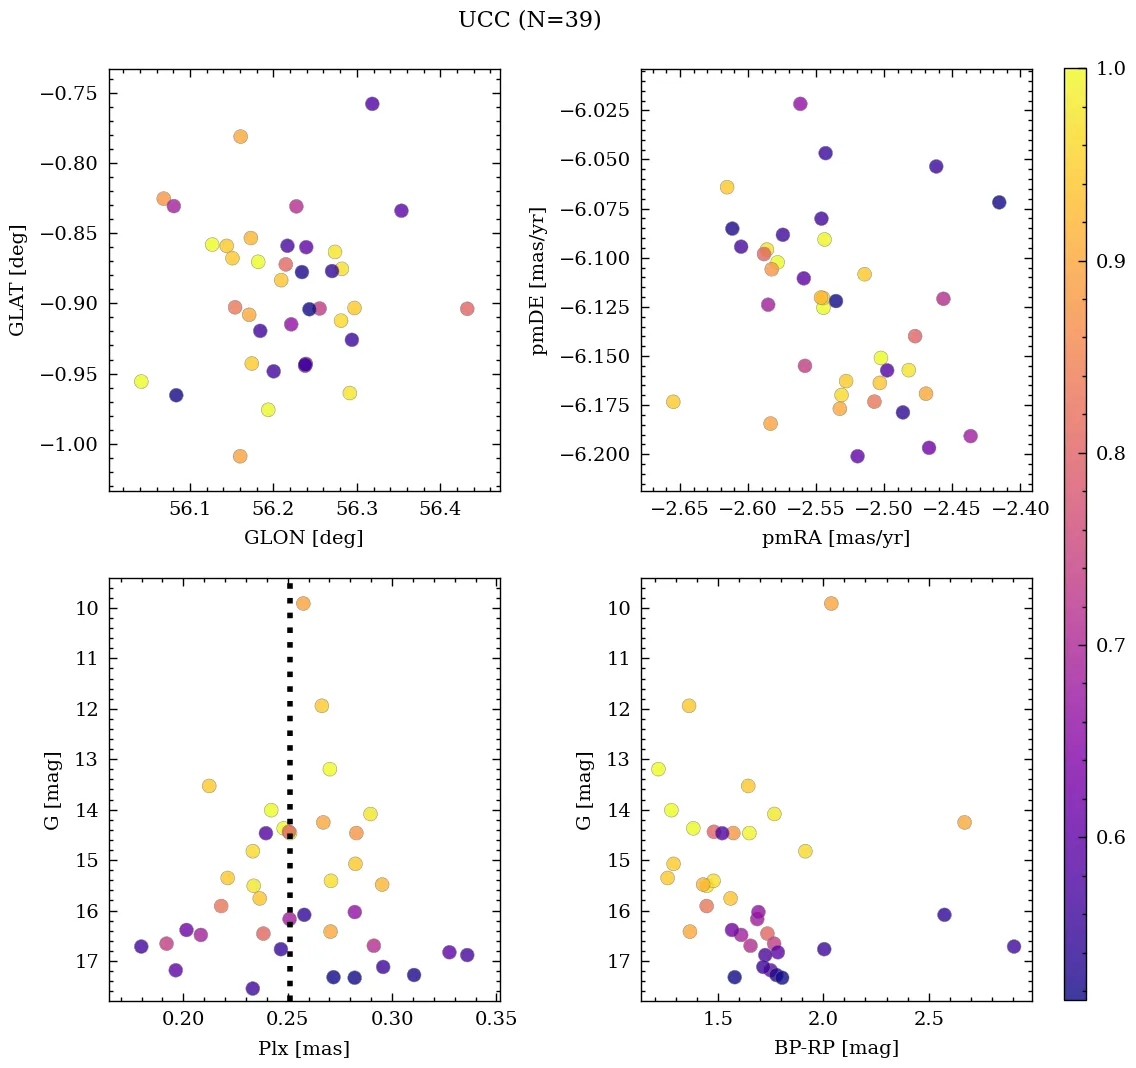 UCC (N=39)
−0.75
−0.80
−0.85
−0.90
−0.95
−1.00
GLAT [deg]
56.1 56.2 56.3 56.4
GLON [deg]
−6.025
−6.050
−6.075
−6.100
−6.125
−6.150
−6.175
−6.200
pmDE [mas/yr]
−2.65 −2.60 −2.55 −2.50 −2.45 −2.40
pmRA [mas/yr]
10
11
12
13
14
15
16
17
G [mag]
0.20 0.25 0.30 0.35
Plx [mas]
10
11
12
13
14
15
16
17
G [mag]
1.5 2.0 2.5
BP-RP [mag]
1.0
0.9
0.8
0.7
0.6